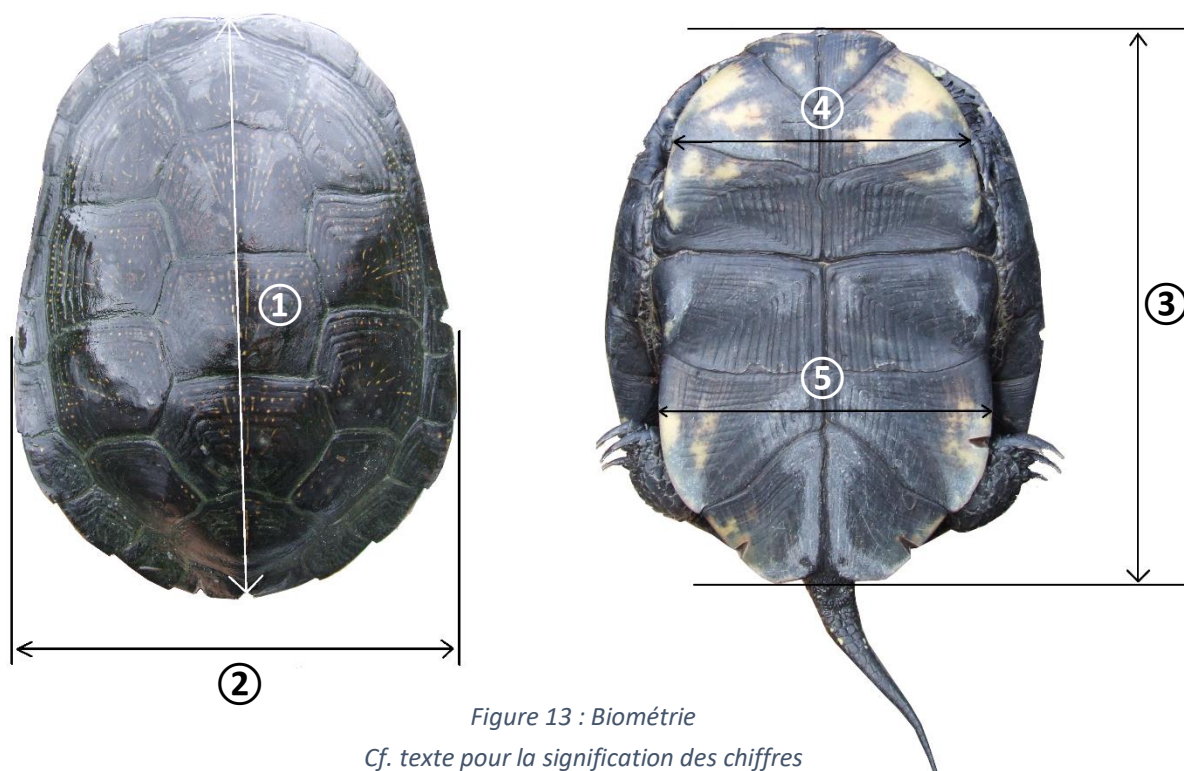 ①
②
③
④
⑤
Figure 13 : Biométrie
Cf. texte pour la signification des chiffres